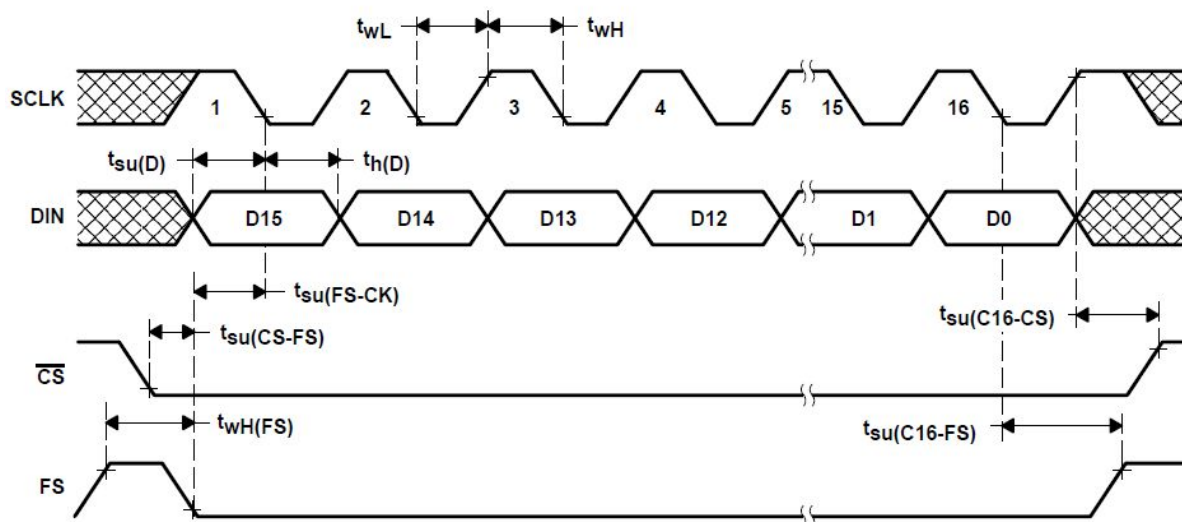 twL
twH
SCLK
1
2
3
4
5
15
16
tsu(D)
th(D)
DIN
D15
D14
D13
D12
D1
D0
tsu(FS-CK)
tsu(CS-FS)
tsu(C16-CS)
CS
twH(FS)
tsu(C16-FS)
FS